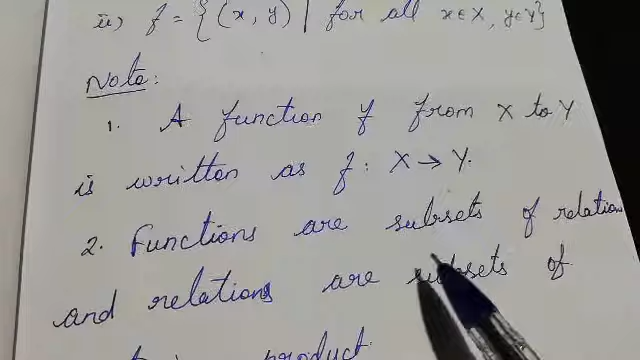 ii) f = { (x, y) | for all x ∈ X, y ∈ Y}
Note:
1. A function f from X to Y
is written as f : X → Y.
2. Functions are subsets of relation
and relations are subsets of
product.